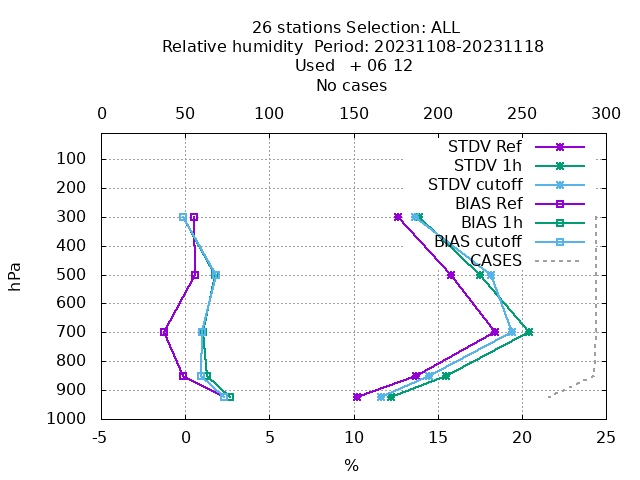 26 stations Selection: ALL
Relative humidity  Period: 20231108-20231118
Used   + 06 12
No cases
0 50 100 150 200 250 300
STDV Ref
STDV 1h
STDV cutoff
BIAS Ref
BIAS 1h
BIAS cutoff
CASES
100
200
300
400
500
600
700
800
900
1000
hPa
-5 0 5 10 15 20 25
%